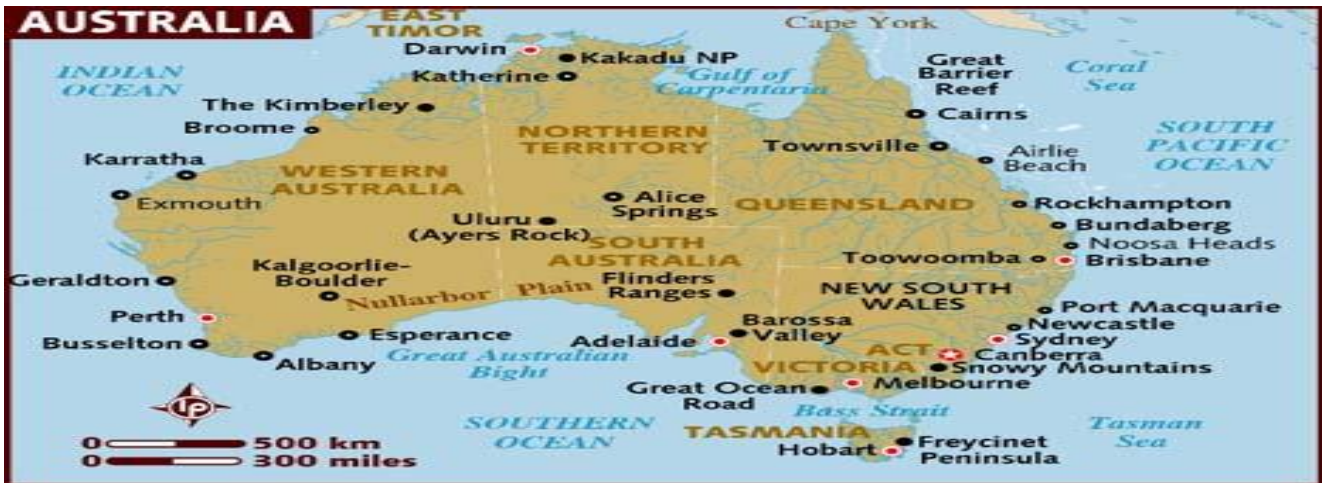 AUSTRALIA
EAST
TIMOR
Cape York
Darwin
Kakadu NP
Great
Barrier
Reef
Coral
Sea
INDIAN
OCEAN
Katherine
Gulf of
Carpentaria
The Kimberley
Cairns
Broome
NORTHERN
TERRITORY
SOUTH
PACIFIC
OCEAN
Townsville
Karratha
Airlie
Beach
WESTERN
AUSTRALIA
Exmouth
Alice
Springs
QUEENSLAND
Rockhampton
Uluru
(Ayers Rock)
Bundaberg
Noosa Heads
SOUTH
AUSTRALIA
Toowoomba
Brisbane
Geraldton
Kalgoorlie-
Boulder
Nullarbor Plain
Flinders
Ranges
NEW SOUTH
WALES
Port Macquarie
Perth
Barossa
Valley
Newcastle
Busselton
Esperance
Adelaide
Sydney
ACT
Canberra
Albany
Great Australian
Bight
VICTORIA
Snowy Mountains
Great Ocean
Road
Melbourne
LP
Bass Strait
SOUTHERN
OCEAN
Tasman
Sea
TASMANIA
0 500 km
0 300 miles
Hobart
Freycinet
Peninsula